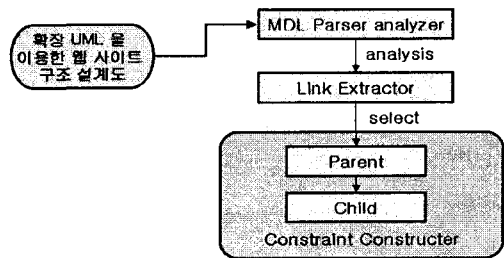 확장 UML 을
이용한 웹 사이트
구조 설계도
MDL Parser analyzer
analysis
Link Extractor
select
Parent
Child
Constraint Constructer